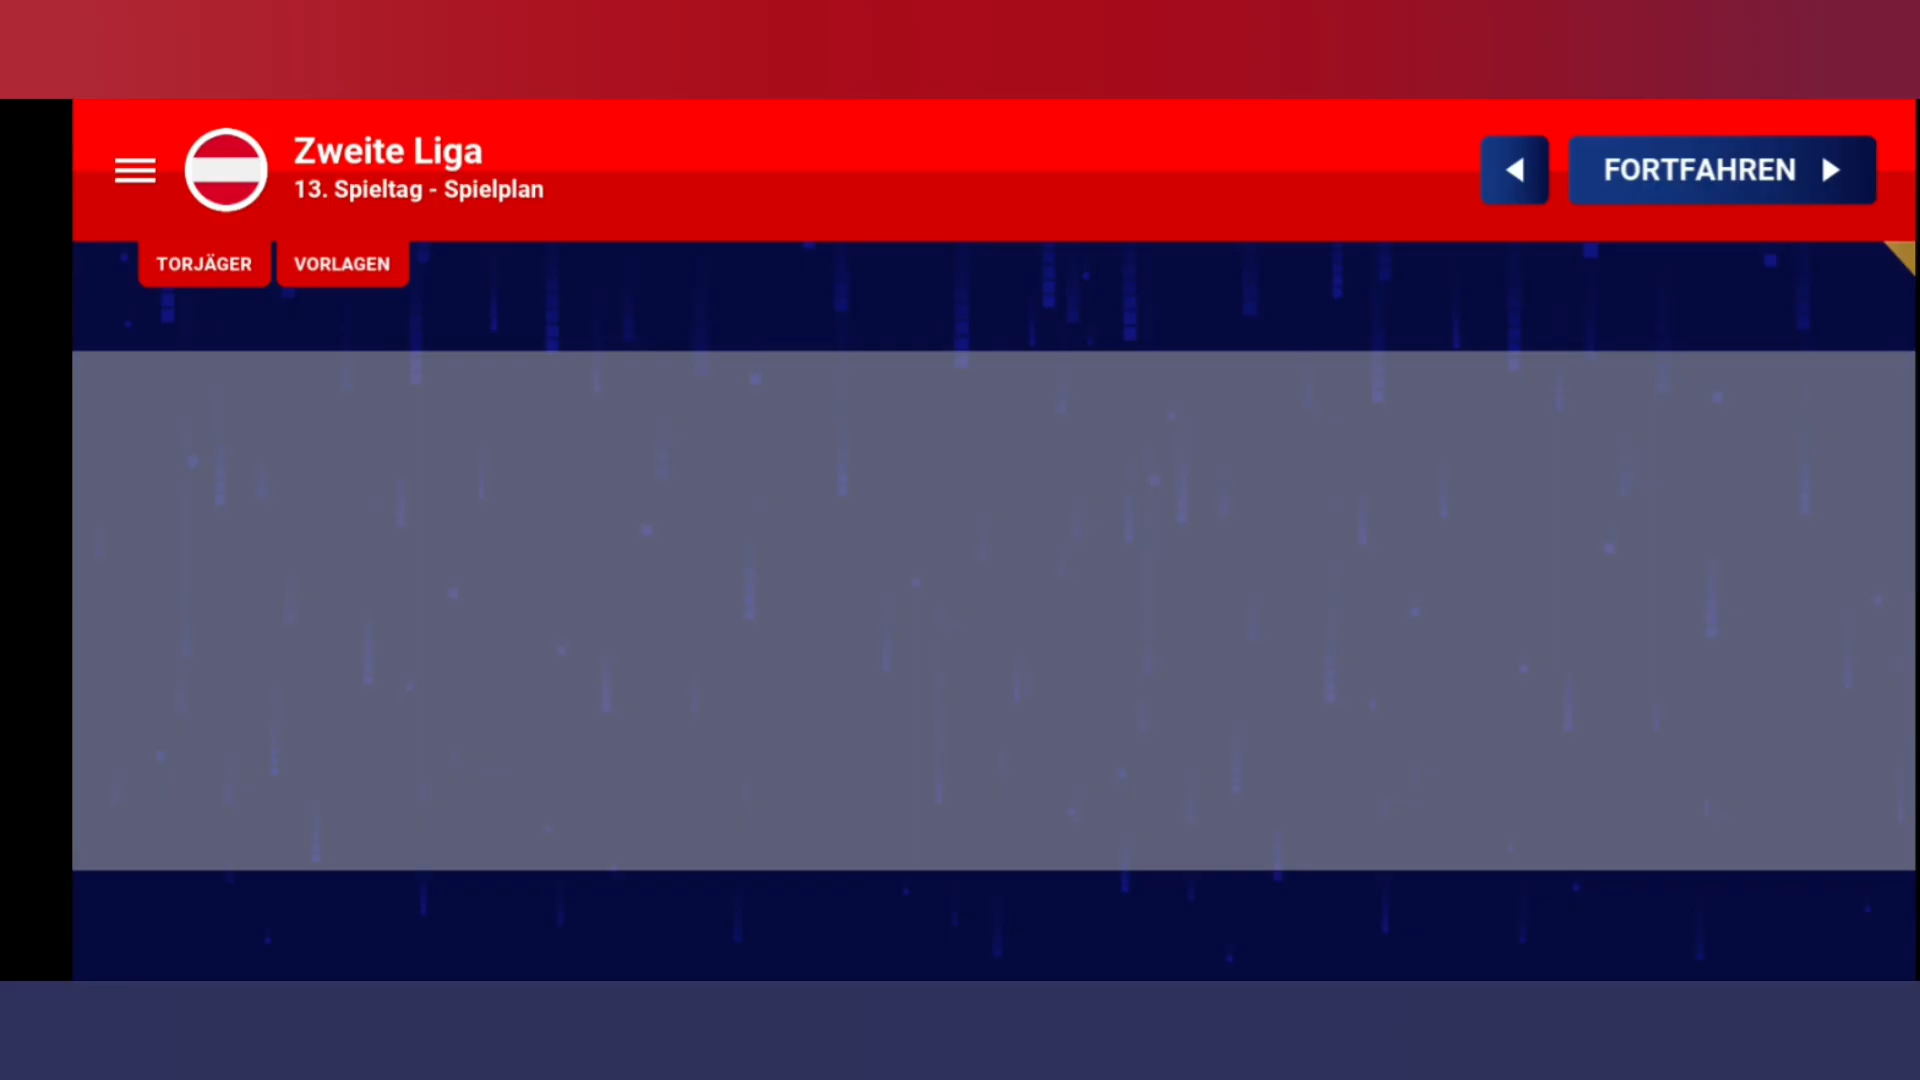 Zweite Liga
13. Spieltag - Spielplan
FORTFAHREN
TORJÄGER
VORLAGEN